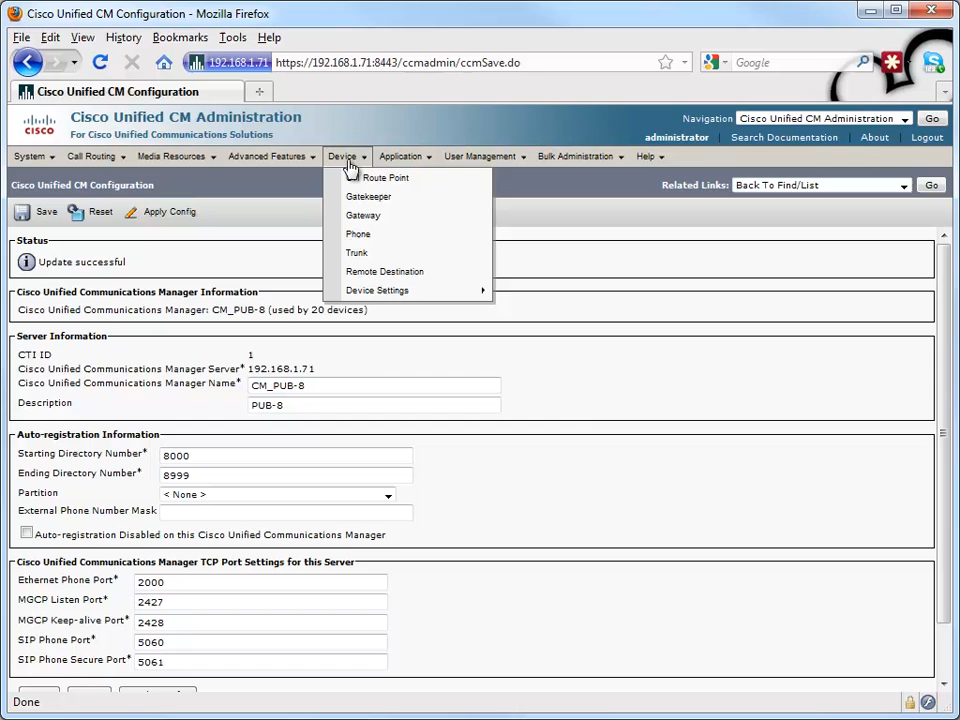 Cisco Unified CM Configuration - Mozilla Firefox
File Edit View History Bookmarks Tools Help
192.168.1.71 https://192.168.1.71:8443/ccmadmin/ccmSave.do Google
Cisco Unified CM Configuration
CISCO
Cisco Unified CM Administration
For Cisco Unified Communications Solutions
Navigation Cisco Unified CM Administration Go
administrator Search Documentation About Logout
System Call Routing Media Resources Advanced Features Device Application User Management Bulk Administration Help
Cisco Unified CM Configuration
Related Links: Back To Find/List Go
Save Reset Apply Config
Route Point
Gatekeeper
Gateway
Phone
Trunk
Remote Destination
Device Settings
Status
Update successful
Cisco Unified Communications Manager Information
Cisco Unified Communications Manager: CM_PUB-8 (used by 20 devices)
Server Information
CTI ID 1
Cisco Unified Communications Manager Server* 192.168.1.71
Cisco Unified Communications Manager Name* CM_PUB-8
Description PUB-8
Auto-registration Information
Starting Directory Number* 8000
Ending Directory Number* 8999
Partition < None >
External Phone Number Mask
Auto-registration Disabled on this Cisco Unified Communications Manager
Cisco Unified Communications Manager TCP Port Settings for this Server
Ethernet Phone Port* 2000
MGCP Listen Port* 2427
MGCP Keep-alive Port* 2428
SIP Phone Port* 5060
SIP Phone Secure Port* 5061
Done